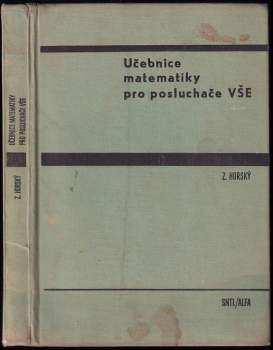 Učebnice
matematiky
pro posluchače VŠE
Z. HORSKÝ
SNTL/ALFA
UČEBNICE MATEMATIKY
PRO POSLUCHAČE VŠE
Z. HORSKÝ